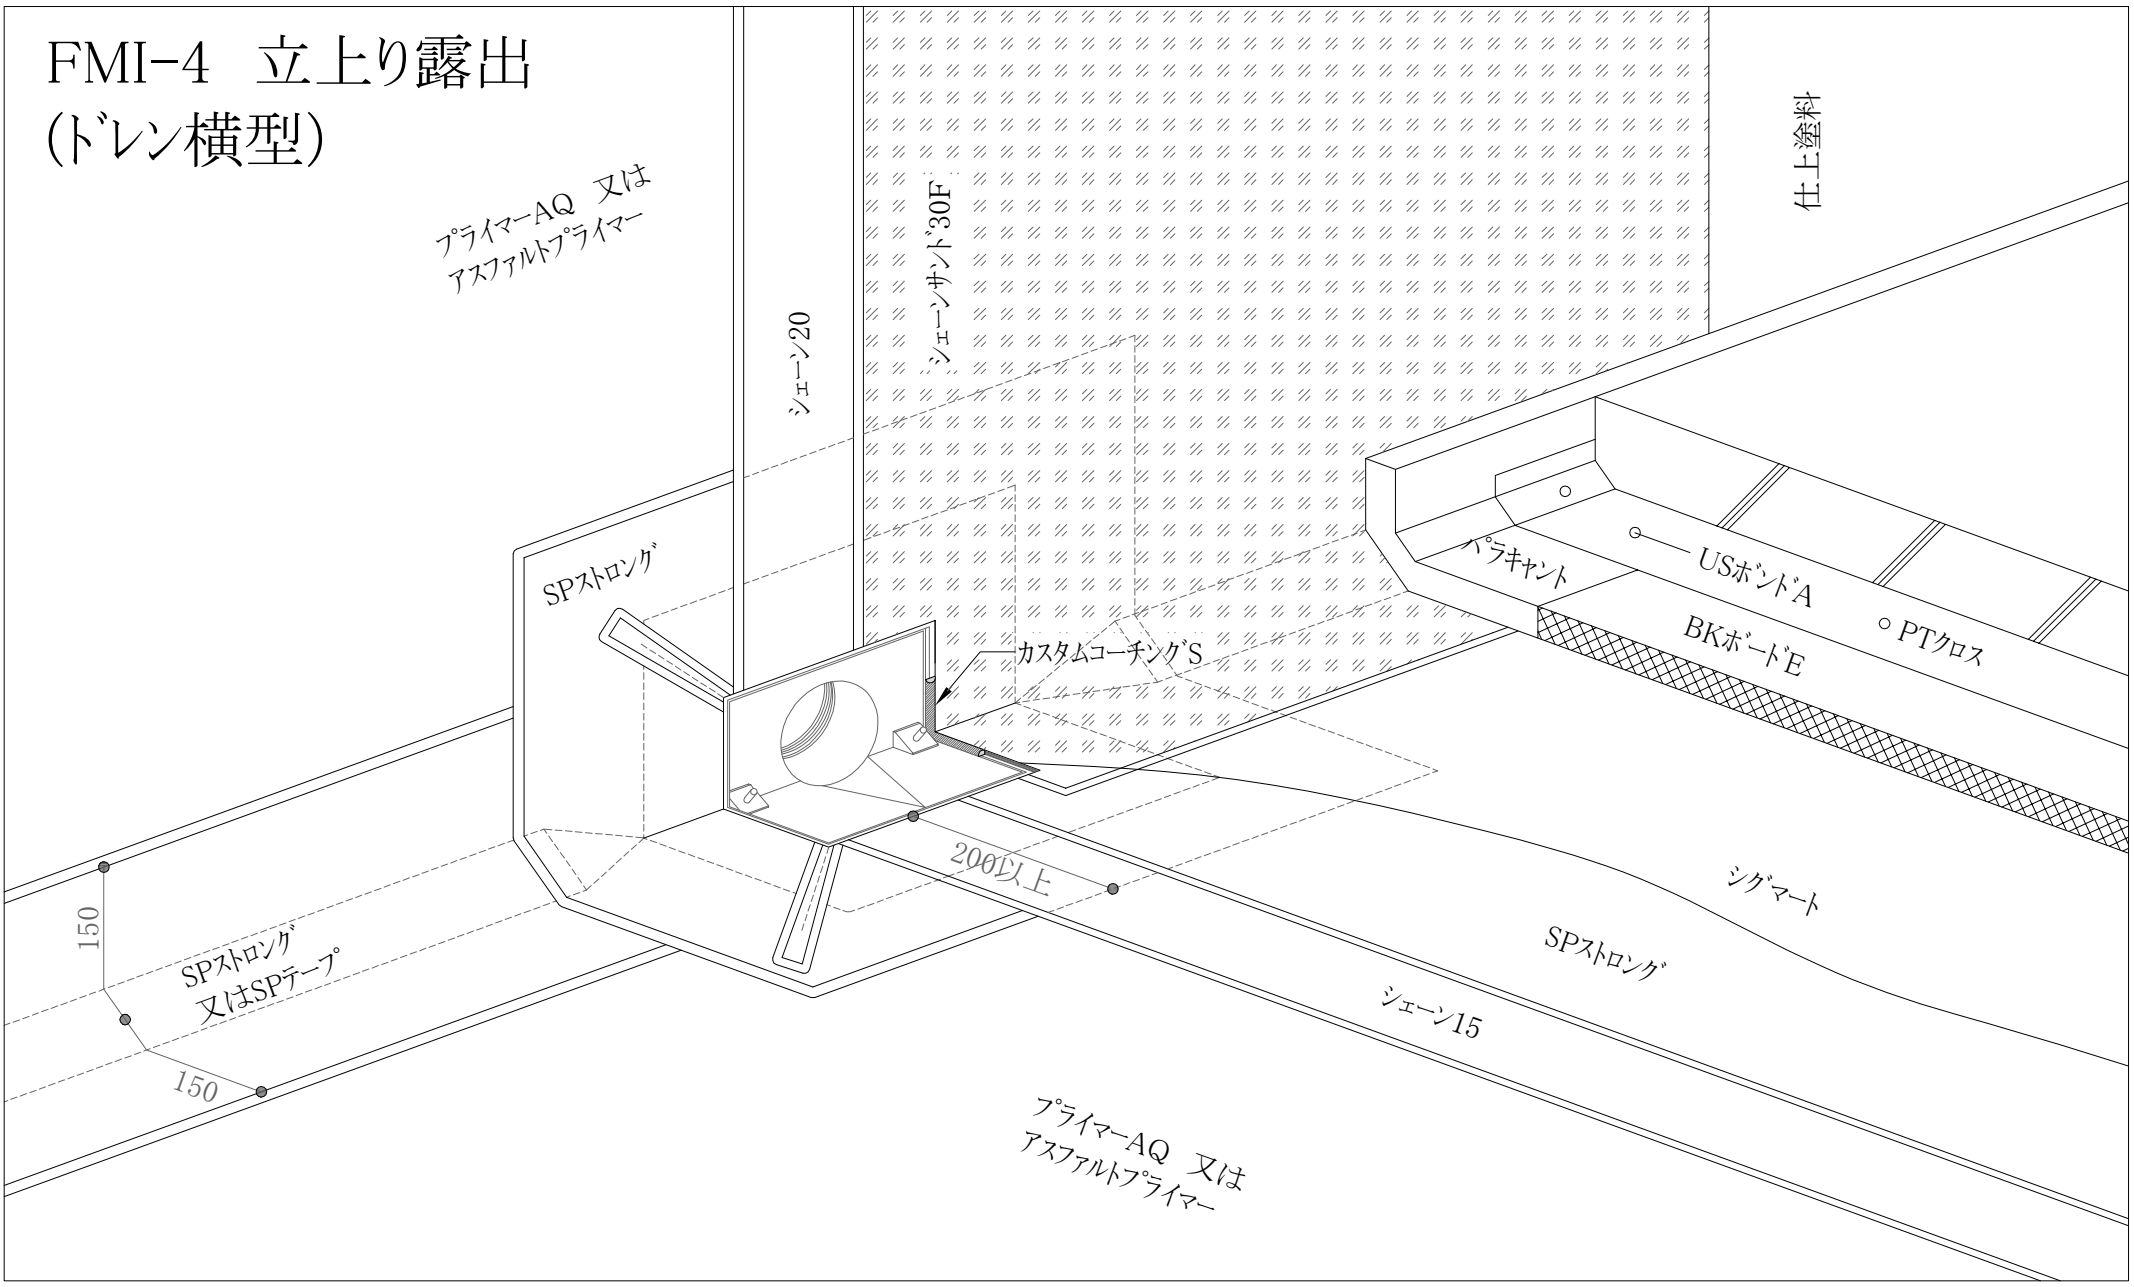 FMI-4　立上り露出
(ドレン横型)
プライマーAQ　又は
アスファルトプライマー
シェーン20
シェーンサンド30F
仕上塗料
SPストロング
カスタムコーチングS
パラキャント
USボンドA
PTクロス
BKボードE
200以上
シグマート
SPストロング
シェーン15
150
SPストロング
又はSPテープ
150
プライマーAQ　又は
アスファルトプライマー